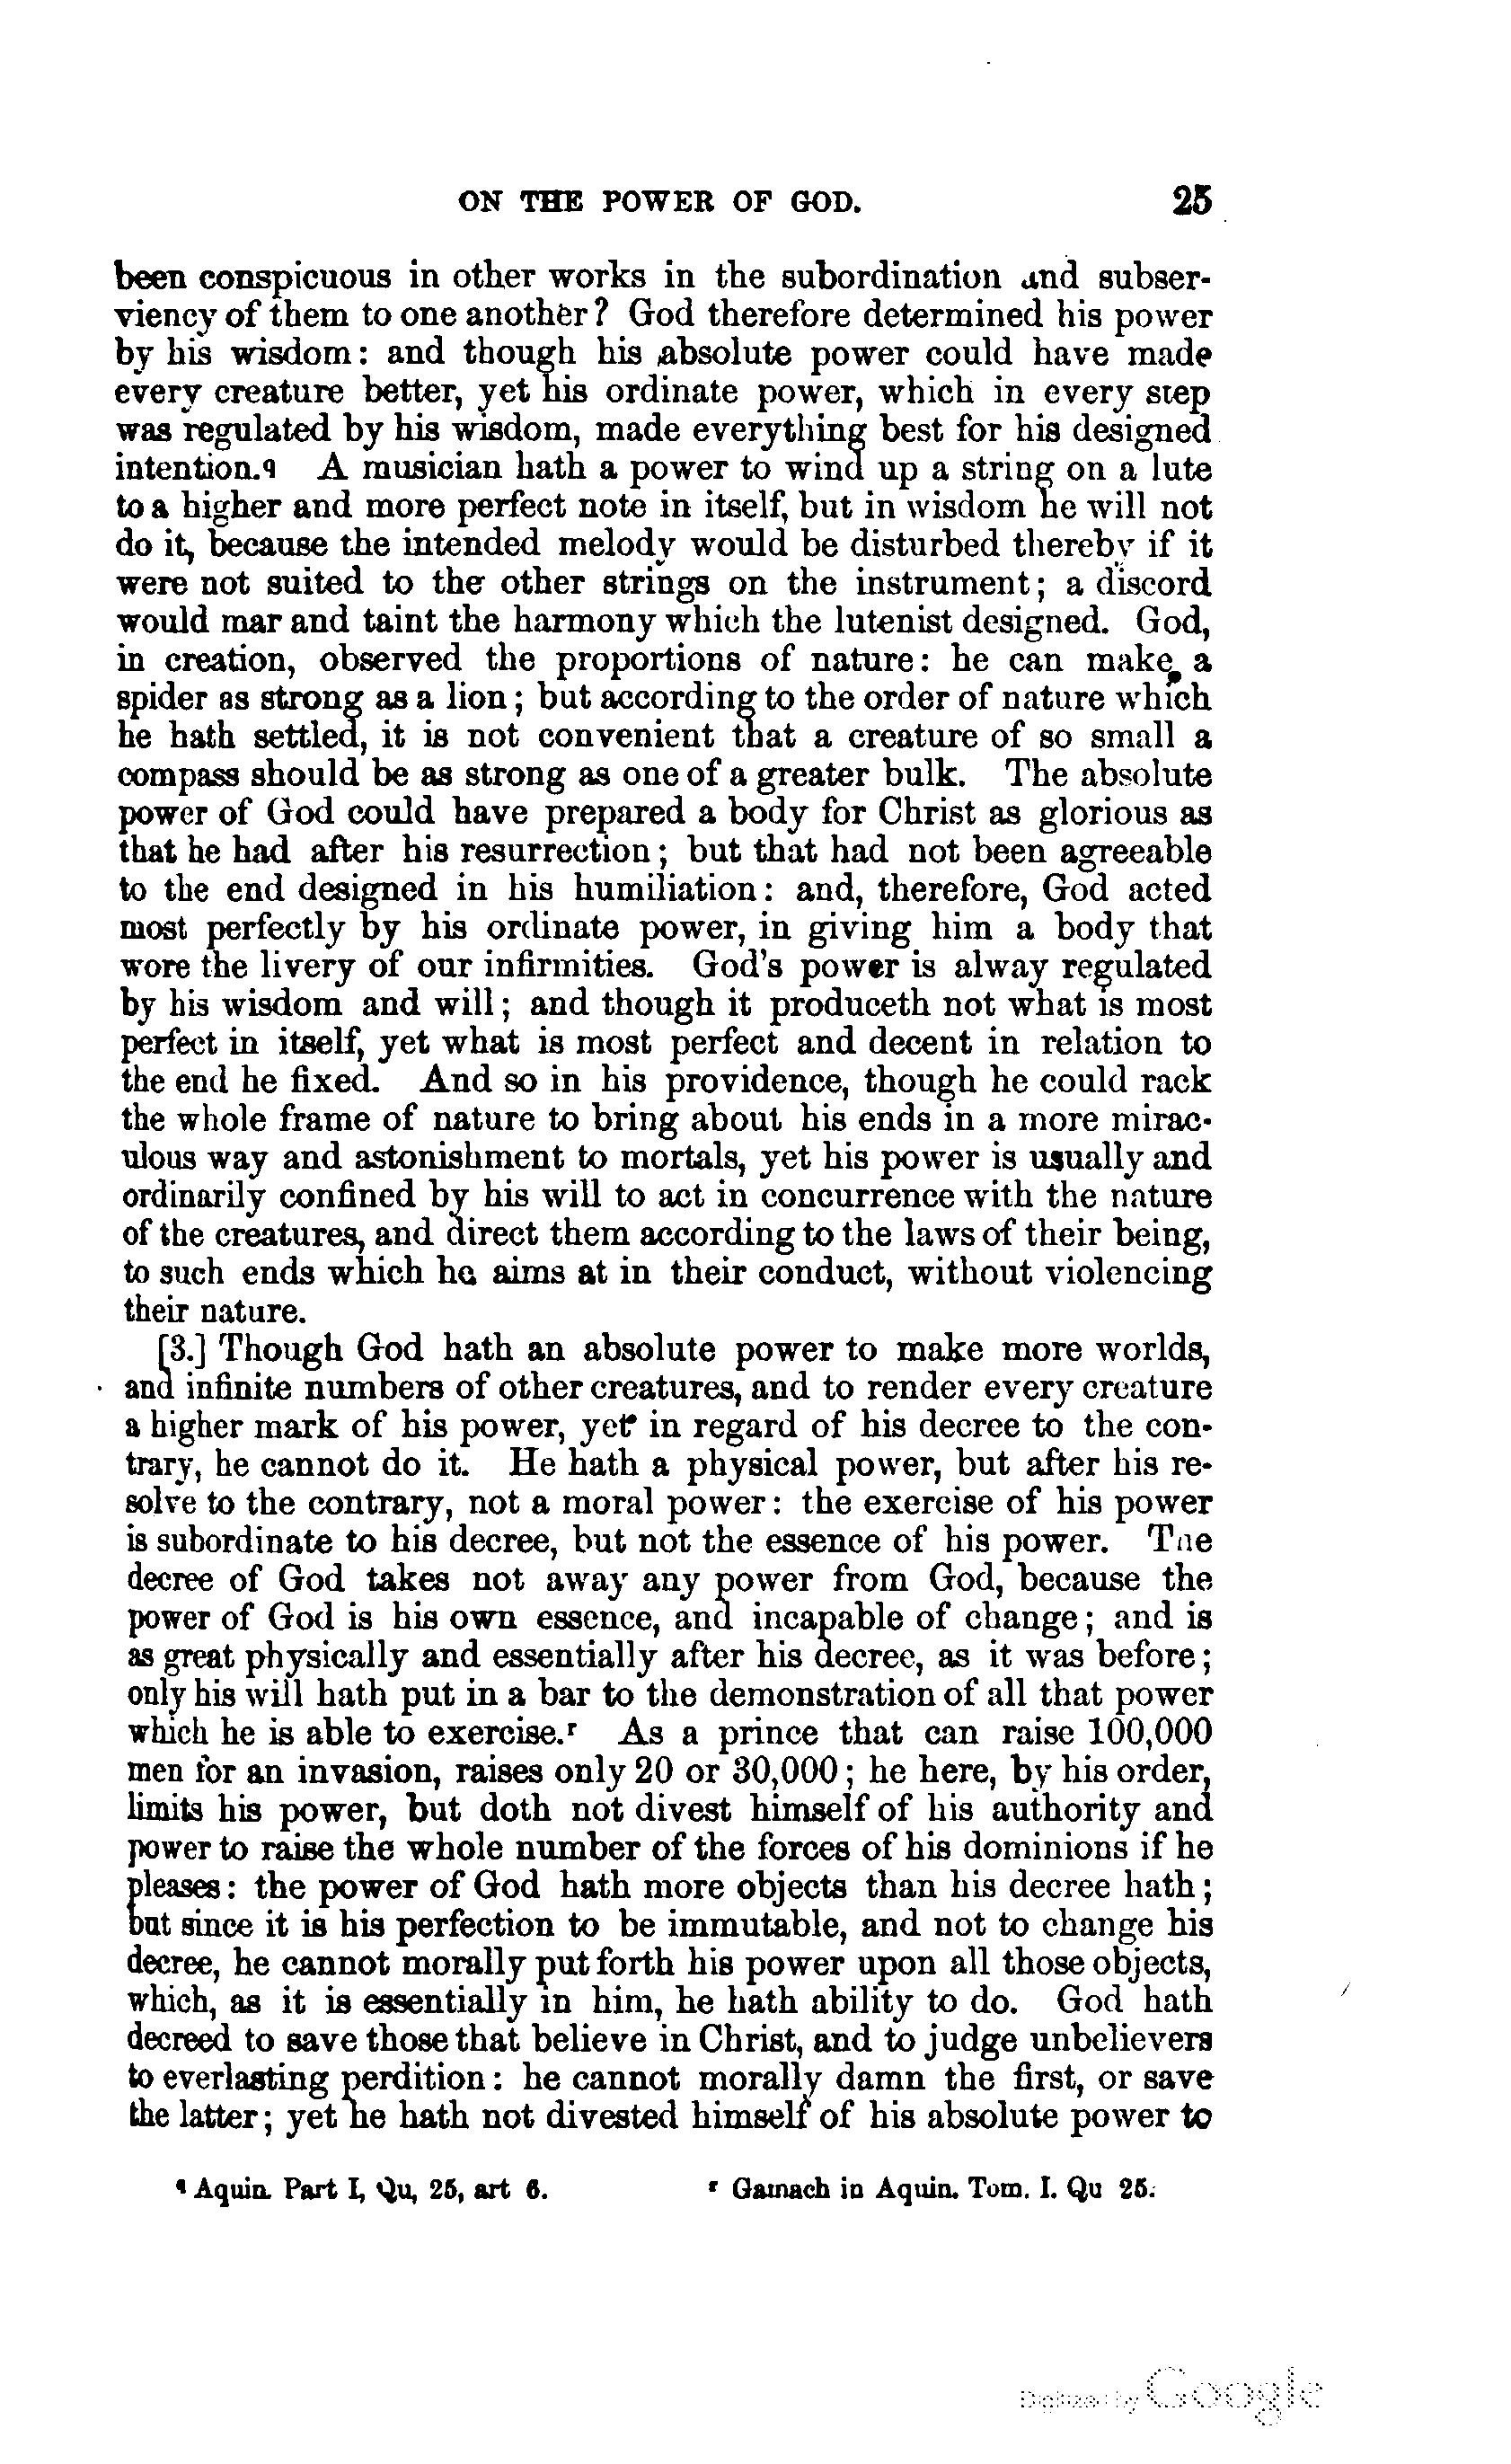 ON THE POWER OF GOD. 25
been conspicuous in other works in the subordination and subser-
viency of them to one another? God therefore determined his power
by his wisdom: and though his absolute power could have made
every creature better, yet his ordinate power, which in every step
was regulated by his wisdom, made everything best for his designed
intention.q A musician hath a power to wind up a string on a lute
to a higher and more perfect note in itself, but in wisdom he will not
do it, because the intended melody would be disturbed thereby if it
were not suited to the other strings on the instrument; a discord
would mar and taint the harmony which the lutenist designed. God,
in creation, observed the proportions of nature: he can make a
spider as strong as a lion; but according to the order of nature which
he hath settled, it is not convenient that a creature of so small a
compass should be as strong as one of a greater bulk. The absolute
power of God could have prepared a body for Christ as glorious as
that he had after his resurrection; but that had not been agreeable
to the end designed in his humiliation: and, therefore, God acted
most perfectly by his ordinate power, in giving him a body that
wore the livery of our infirmities. God's power is alway regulated
by his wisdom and will; and though it produceth not what is most
perfect in itself, yet what is most perfect and decent in relation to
the end he fixed. And so in his providence, though he could rack
the whole frame of nature to bring about his ends in a more mirac-
ulous way and astonishment to mortals, yet his power is usually and
ordinarily confined by his will to act in concurrence with the nature
of the creatures, and direct them according to the laws of their being,
to such ends which he aims at in their conduct, without violencing
their nature.
[3.] Though God hath an absolute power to make more worlds,
and infinite numbers of other creatures, and to render every creature
a higher mark of his power, yet in regard of his decree to the con-
trary, he cannot do it. He hath a physical power, but after his re-
solve to the contrary, not a moral power: the exercise of his power
is subordinate to his decree, but not the essence of his power. The
decree of God takes not away any power from God, because the
power of God is his own essence, and incapable of change; and is
as great physically and essentially after his decree, as it was before;
only his will hath put in a bar to the demonstration of all that power
which he is able to exercise.r As a prince that can raise 100,000
men for an invasion, raises only 20 or 30,000; he here, by his order,
limits his power, but doth not divest himself of his authority and
power to raise the whole number of the forces of his dominions if he
pleases: the power of God hath more objects than his decree hath;
but since it is his perfection to be immutable, and not to change his
decree, he cannot morally put forth his power upon all those objects,
which, as it is essentially in him, he hath ability to do. God hath
decreed to save those that believe in Christ, and to judge unbelievers
to everlasting perdition: he cannot morally damn the first, or save
the latter; yet he hath not divested himself of his absolute power to
q Aquin. Part I, Qu, 25, art 6. r Gamach in Aquin. Tom. I. Qu 25.
Digitized by Google